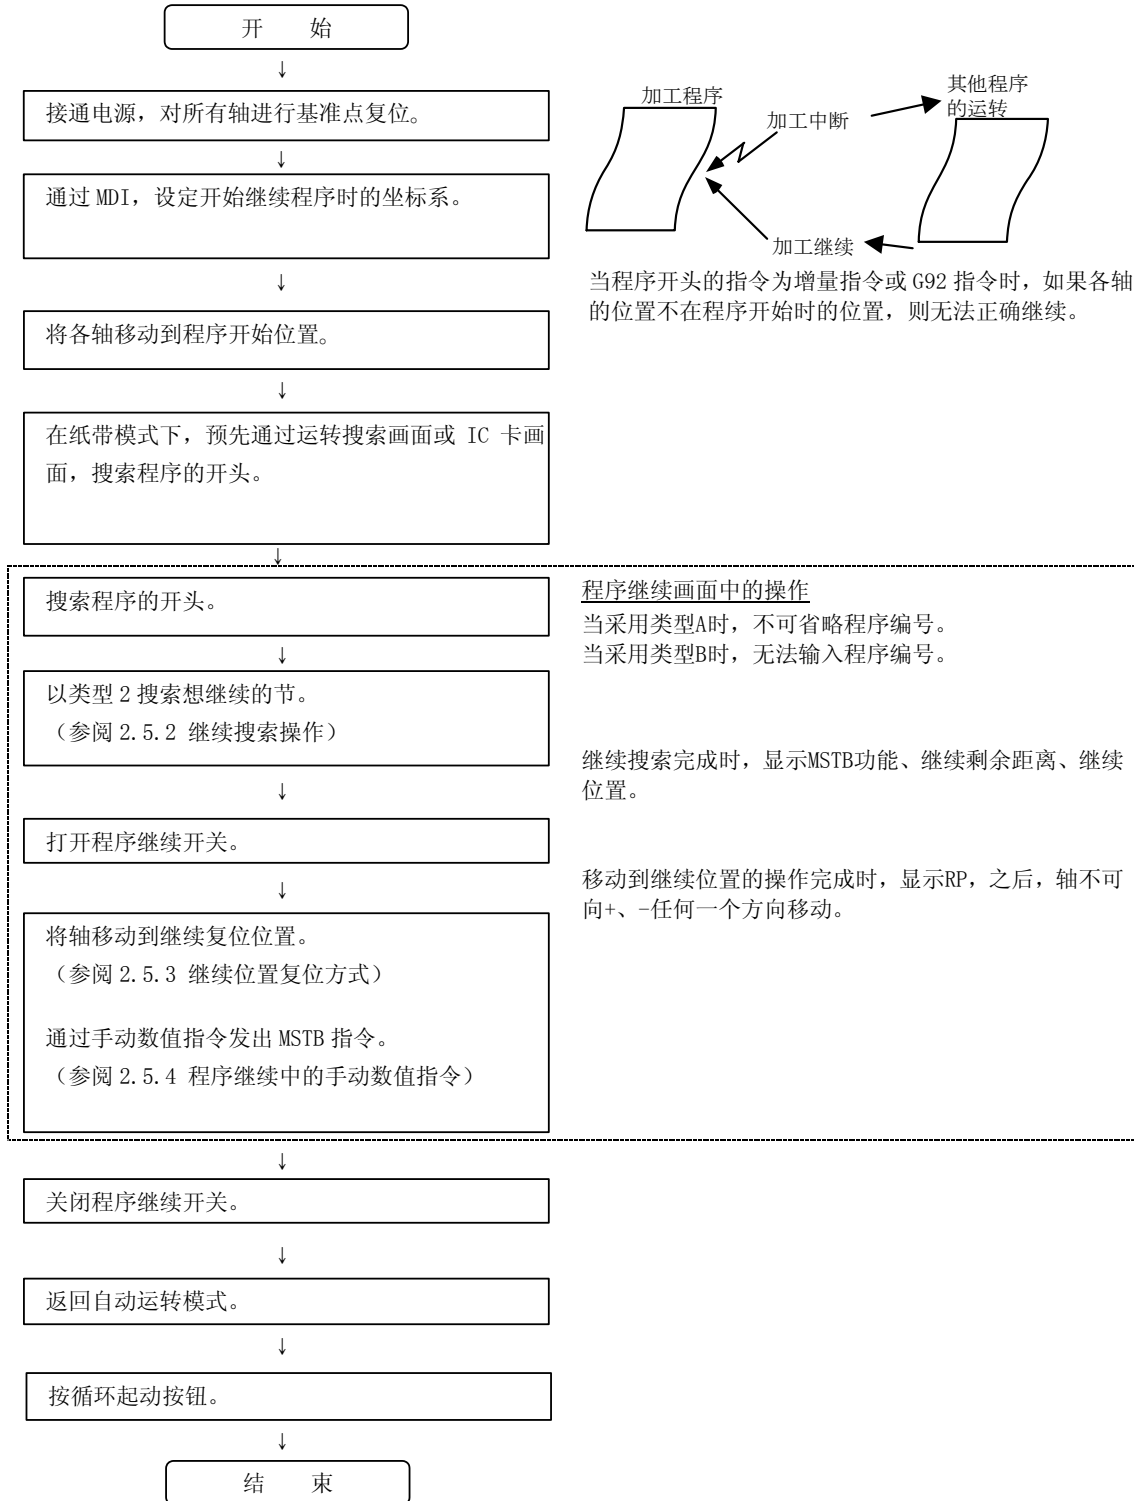 开 始
↓
接通电源，对所有轴进行基准点复位。
↓
通过 MDI，设定开始继续程序时的坐标系。
↓
将各轴移动到程序开始位置。
↓
在纸带模式下，预先通过运转搜索画面或 IC 卡画
面，搜索程序的开头。
↓
加工程序
加工中断
其他程序
的运转
加工继续
当程序开头的指令为增量指令或 G92 指令时，如果各轴
的位置不在程序开始时的位置，则无法正确继续。
搜索程序的开头。
↓
以类型 2 搜索想继续的节。
（参阅 2.5.2 继续搜索操作）
↓
打开程序继续开关。
↓
将轴移动到继续复位位置。
（参阅 2.5.3 继续位置复位方式）
通过手动数值指令发出 MSTB 指令。
（参阅 2.5.4 程序继续中的手动数值指令）
程序继续画面中的操作
当采用类型A时，不可省略程序编号。
当采用类型B时，无法输入程序编号。
继续搜索完成时，显示MSTB功能、继续剩余距离、继续
位置。
移动到继续位置的操作完成时，显示RP，之后，轴不可
向+、-任何一个方向移动。
↓
关闭程序继续开关。
↓
返回自动运转模式。
↓
按循环起动按钮。
↓
结 束